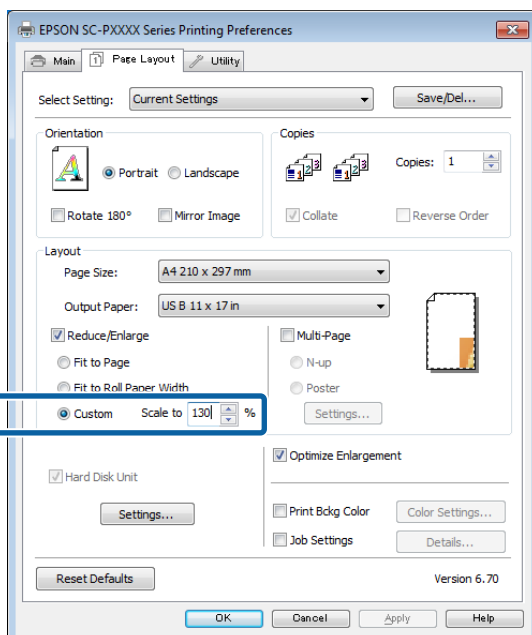 EPSON SC-PXXXX Series Printing Preferences
Main Page Layout Utility
Select Setting: Current Settings Save/Del...
Orientation Copies
Portrait Landscape Copies: 1
Rotate 180° Mirror Image Collate Reverse Order
Layout
Page Size: A4 210 x 297 mm
Output Paper: US B 11 x 17 in
Reduce/Enlarge Multi-Page
Fit to Page N-up
Fit to Roll Paper Width Poster
Custom Scale to 130 % Settings...
Optimize Enlargement
Hard Disk Unit
Settings... Print Bckg Color Color Settings...
Job Settings Details...
Reset Defaults Version 6.70
OK Cancel Apply Help